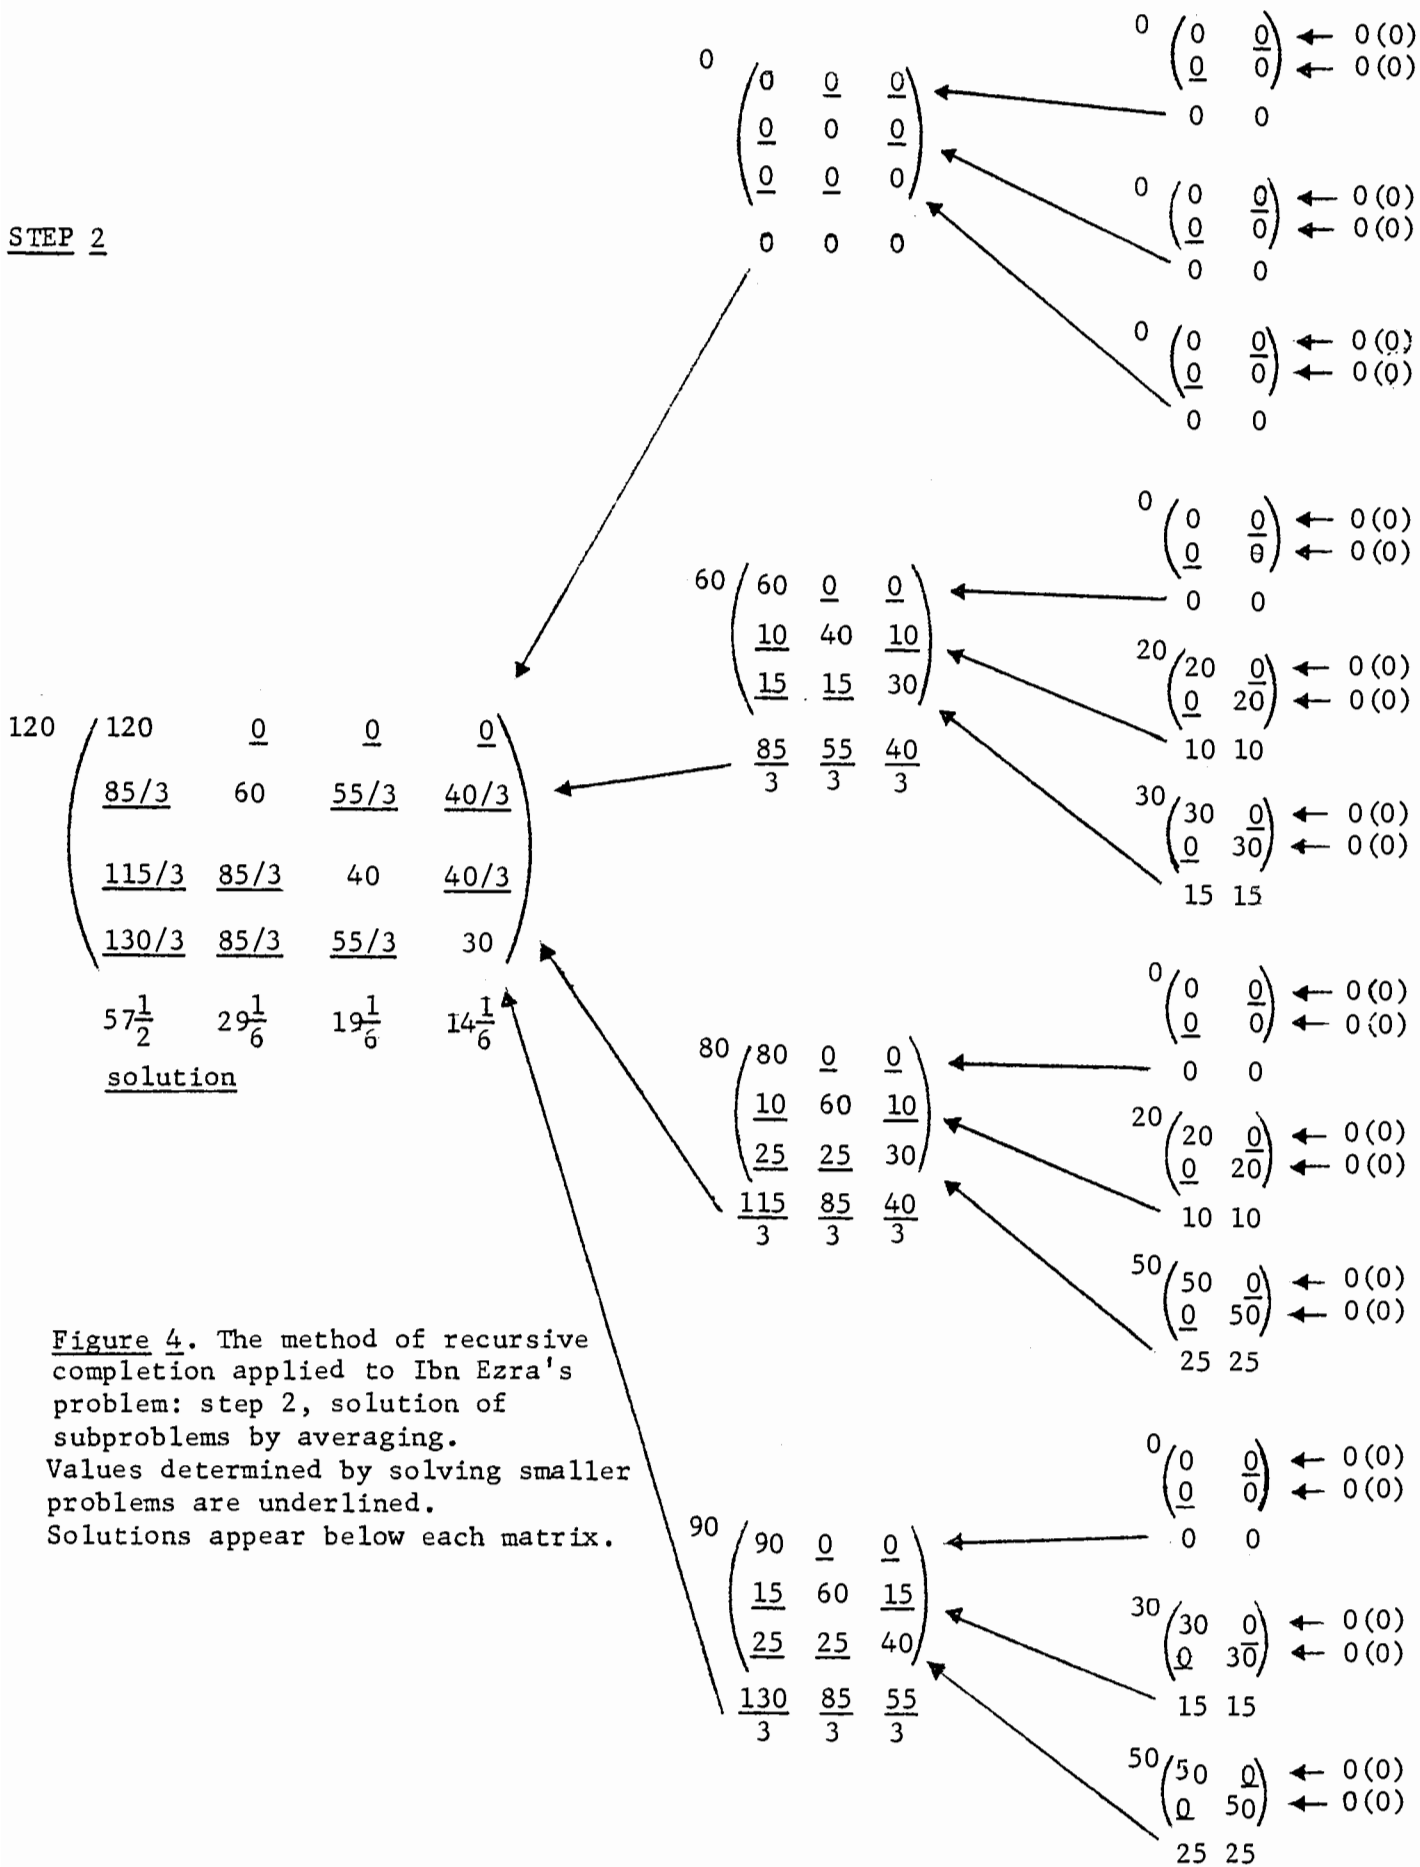 STEP 2
0
0 0 0
0 0 0
0 0 0
0 0 0
0
0 0 ← 0(0)
0 0 ← 0(0)
0 0
0
0 0 ← 0(0)
0 0 ← 0(0)
0 0
0
0 0 ← 0(0)
0 0 ← 0(0)
0 0
60
60 0 0
10 40 10
15 15 30
85/3 55/3 40/3
0
0 0 ← 0(0)
0 0 ← 0(0)
0 0
20
20 0 ← 0(0)
0 20 ← 0(0)
10 10
30
30 0 ← 0(0)
0 30 ← 0(0)
15 15
120
120 0 0 0
85/3 60 55/3 40/3
115/3 85/3 40 40/3
130/3 85/3 55/3 30
57 1/2 29 1/6 19 1/6 14 1/6
solution
80
80 0 0
10 60 10
25 25 30
115/3 85/3 40/3
0
0 0 ← 0(0)
0 0 ← 0(0)
0 0
20
20 0 ← 0(0)
0 20 ← 0(0)
10 10
50
50 0 ← 0(0)
0 50 ← 0(0)
25 25
90
90 0 0
15 60 15
25 25 40
130/3 85/3 55/3
0
0 0 ← 0(0)
0 0 ← 0(0)
0 0
30
30 0 ← 0(0)
0 30 ← 0(0)
15 15
50
50 0 ← 0(0)
0 50 ← 0(0)
25 25
Figure 4. The method of recursive
completion applied to Ibn Ezra's
problem: step 2, solution of
subproblems by averaging.
Values determined by solving smaller
problems are underlined.
Solutions appear below each matrix.